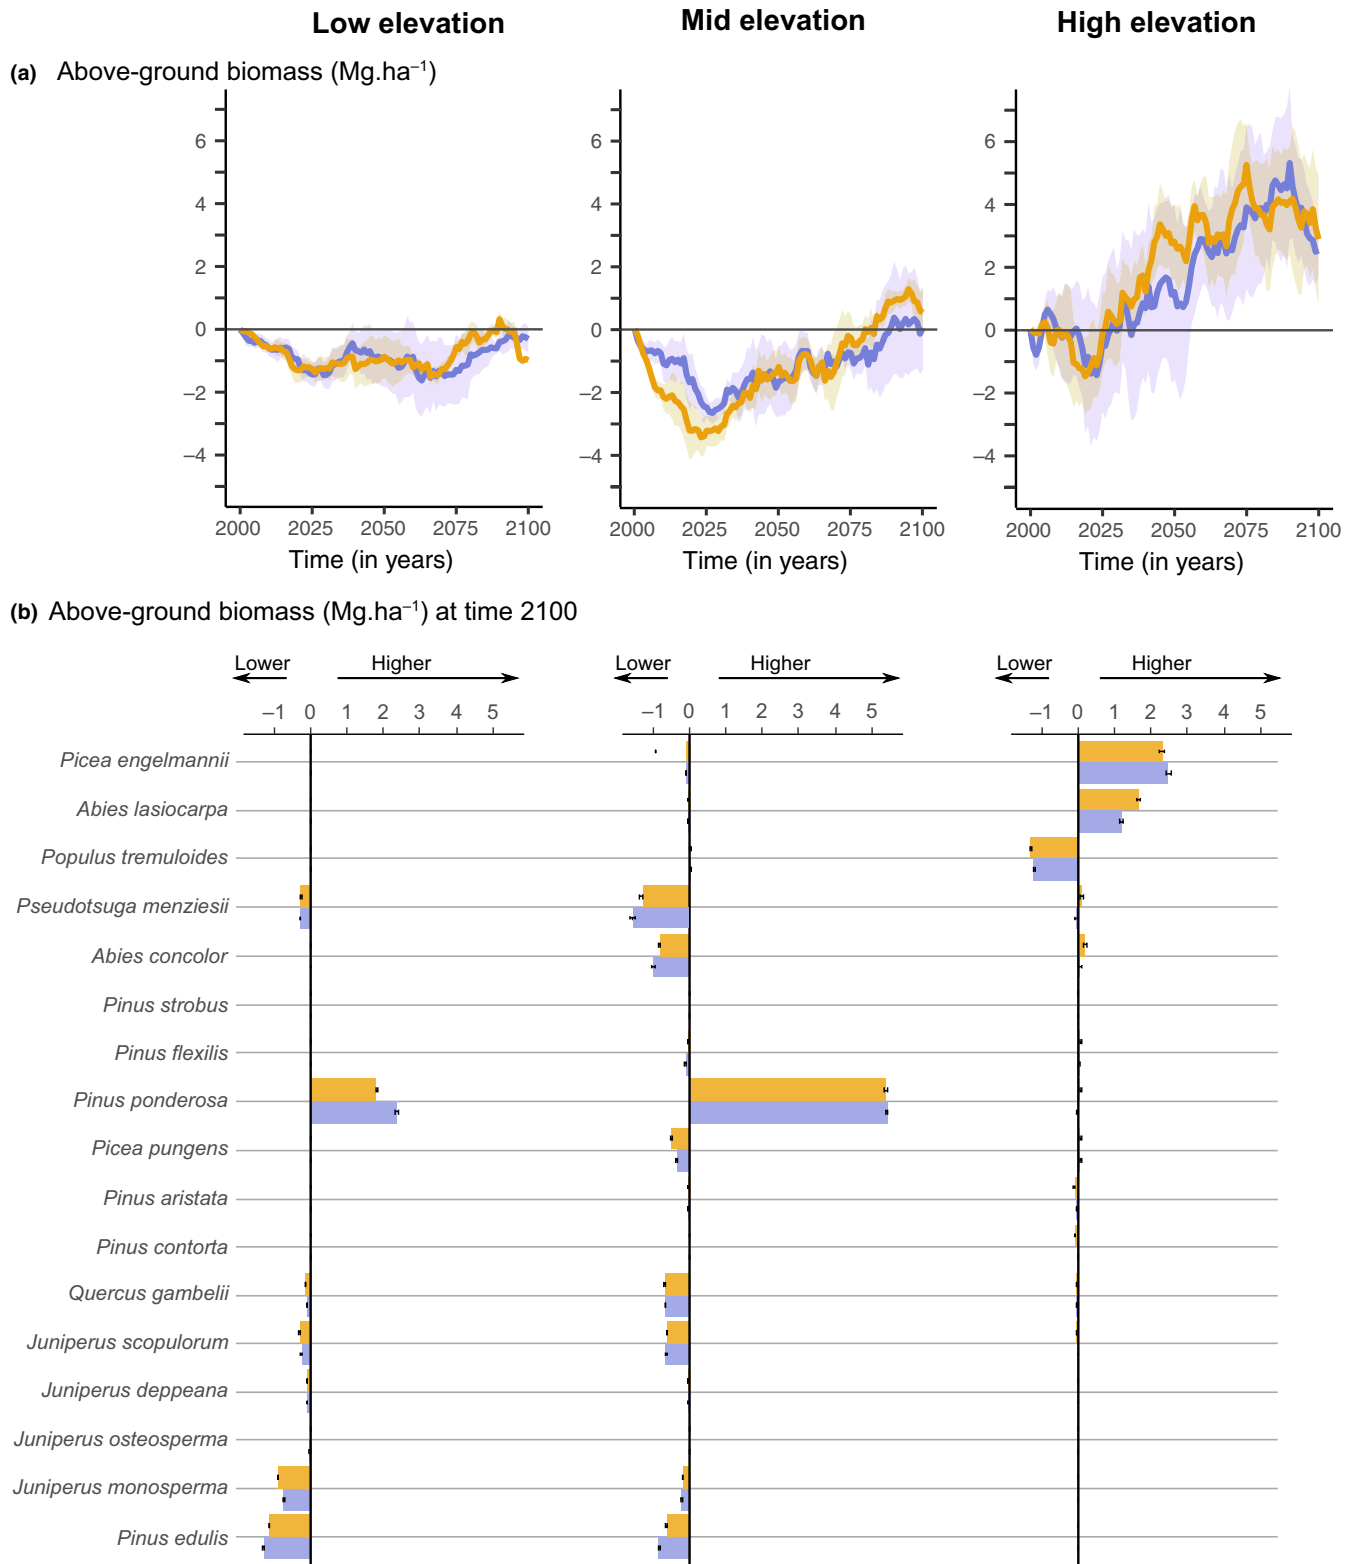 Low elevation Mid elevation High elevation
(a) Above-ground biomass (Mg.ha⁻¹)
6 6 6
4 4 4
2 2 2
0 0 0
−2 −2 −2
−4 −4 −4
2000 2025 2050 2075 2100 2000 2025 2050 2075 2100 2000 2025 2050 2075 2100
Time (in years) Time (in years) Time (in years)
(b) Above-ground biomass (Mg.ha⁻¹) at time 2100
Lower Higher Lower Higher Lower Higher
−1 0 1 2 3 4 5 −1 0 1 2 3 4 5 −1 0 1 2 3 4 5
Picea engelmannii
Abies lasiocarpa
Populus tremuloides
Pseudotsuga menziesii
Abies concolor
Pinus strobus
Pinus flexilis
Pinus ponderosa
Picea pungens
Pinus aristata
Pinus contorta
Quercus gambelii
Juniperus scopulorum
Juniperus deppeana
Juniperus osteosperma
Juniperus monosperma
Pinus edulis